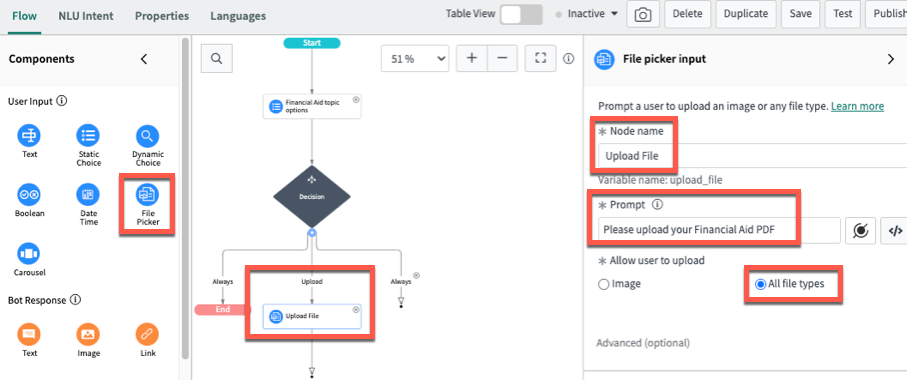 Flow
NLU Intent
Properties
Languages
Table View
Inactive
Delete
Duplicate
Save
Test
Publish
Components
User Input
Text
Static
Choice
Dynamic
Choice
Boolean
Date
Time
File
Picker
Carousel
Bot Response
Text
Image
Link
51 %
Start
Financial Aid topic
options
Decision
Always
Upload
Always
End
Upload File
File picker input
Prompt a user to upload an image or any file type. Learn more
* Node name
Upload File
Variable name: upload_file
* Prompt
Please upload your Financial Aid PDF
</>
* Allow user to upload
Image
All file types
Advanced (optional)